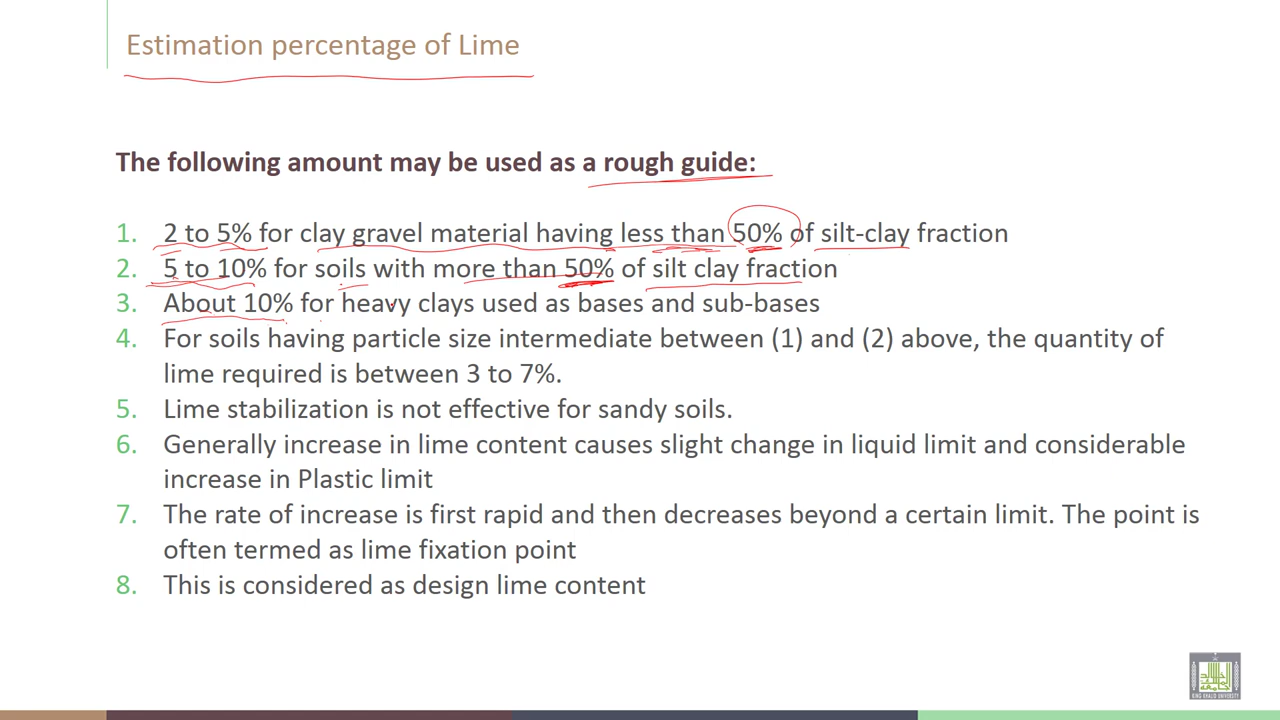 Estimation percentage of Lime
The following amount may be used as a rough guide:
1. 2 to 5% for clay gravel material having less than 50% of silt-clay fraction
2. 5 to 10% for soils with more than 50% of silt clay fraction
3. About 10% for heavy clays used as bases and sub-bases
4. For soils having particle size intermediate between (1) and (2) above, the quantity of
lime required is between 3 to 7%.
5. Lime stabilization is not effective for sandy soils.
6. Generally increase in lime content causes slight change in liquid limit and considerable
increase in Plastic limit
7. The rate of increase is first rapid and then decreases beyond a certain limit. The point is
often termed as lime fixation point
8. This is considered as design lime content
KING KHALID UNIVERSITY